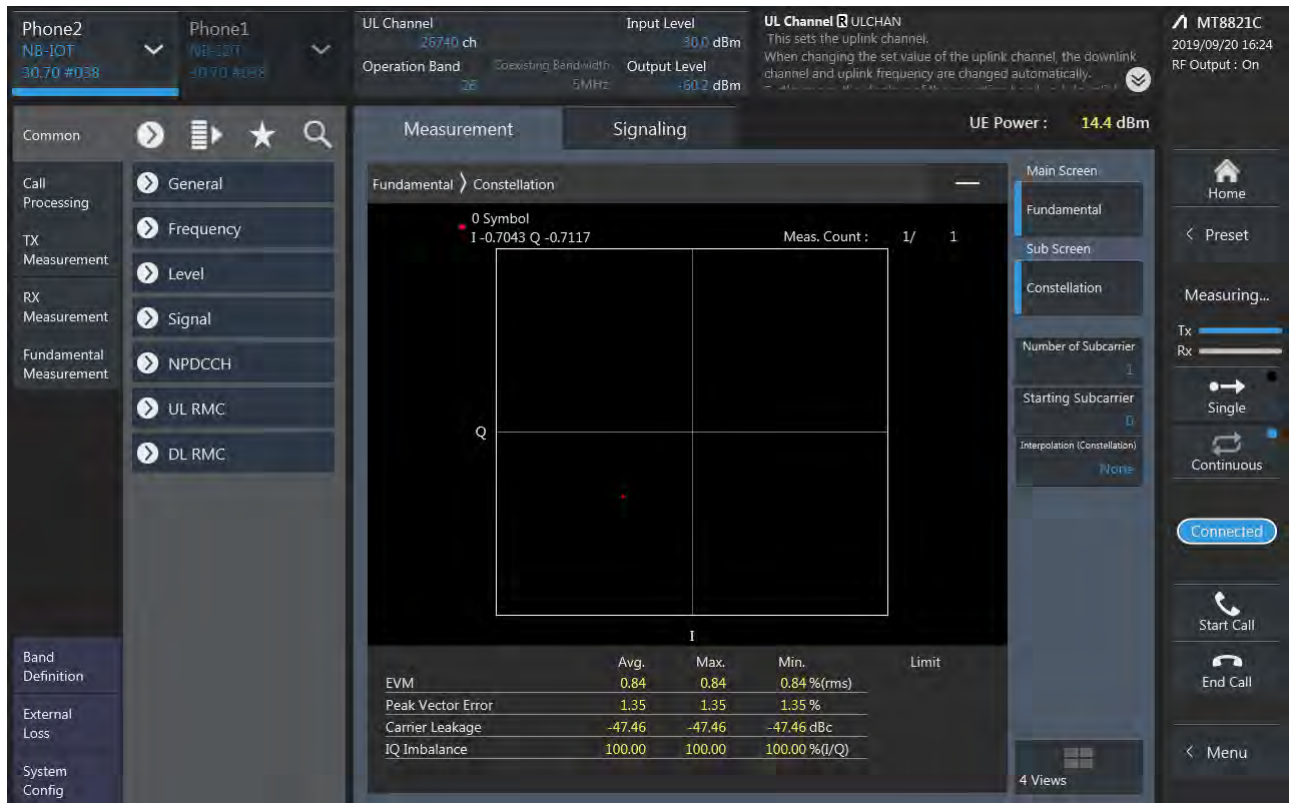 Phone2
NB-IOT
30.70 #038
Phone1
NB-IOT
30.70 #038
UL Channel
26740 ch
Operation Band
26
Coexisting Bandwidth
5MHz
Input Level
30.0 dBm
Output Level
-60.2 dBm
UL Channel R ULCHAN
This sets the uplink channel.
When changing the set value of the uplink channel, the downlink
channel and uplink frequency are changed automatically.
MT8821C
2019/09/20 16:24
RF Output : On
Common
Call
Processing
TX
Measurement
RX
Measurement
Fundamental
Measurement
Band
Definition
External
Loss
System
Config
General
Frequency
Level
Signal
NPDCCH
UL RMC
DL RMC
Measurement
Signaling
UE Power : 14.4 dBm
Fundamental 〉 Constellation
0 Symbol
I -0.7043 Q -0.7117
Meas. Count : 1/ 1
Q
I
Avg. Max. Min. Limit
EVM 0.84 0.84 0.84 %(rms)
Peak Vector Error 1.35 1.35 1.35 %
Carrier Leakage -47.46 -47.46 -47.46 dBc
IQ Imbalance 100.00 100.00 100.00 %(I/Q)
Main Screen
Fundamental
Sub Screen
Constellation
Number of Subcarrier
1
Starting Subcarrier
0
Interpolation (Constellation)
None
4 Views
Home
< Preset
Measuring...
Tx
Rx
Single
Continuous
Connected
Start Call
End Call
< Menu